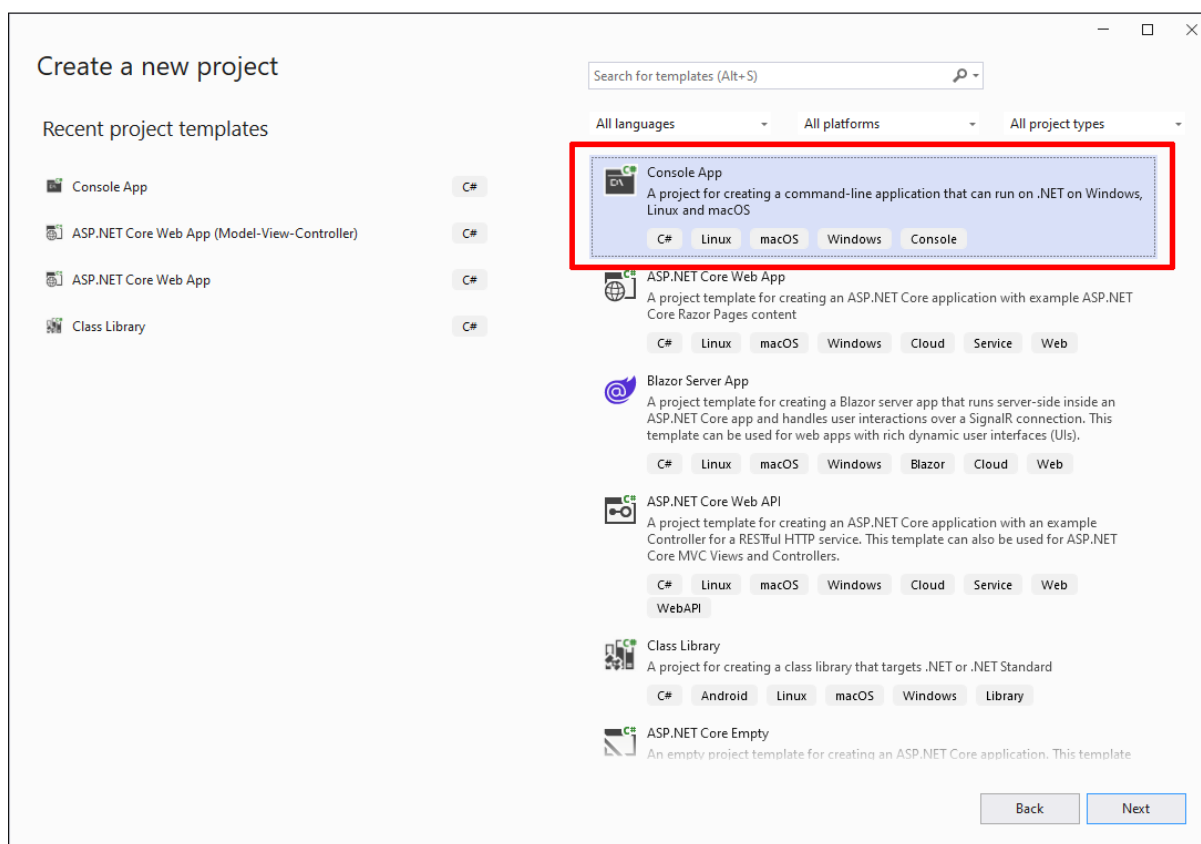 Create a new project
Search for templates (Alt+S)
Recent project templates
All languages
All platforms
All project types
Console App
C#
ASP.NET Core Web App (Model-View-Controller)
C#
ASP.NET Core Web App
C#
Class Library
C#
Console App
A project for creating a command-line application that can run on .NET on Windows,
Linux and macOS
C# Linux macOS Windows Console
ASP.NET Core Web App
A project template for creating an ASP.NET Core application with example ASP.NET
Core Razor Pages content
C# Linux macOS Windows Cloud Service Web
Blazor Server App
A project template for creating a Blazor server app that runs server-side inside an
ASP.NET Core app and handles user interactions over a SignalR connection. This
template can be used for web apps with rich dynamic user interfaces (UIs).
C# Linux macOS Windows Blazor Cloud Web
ASP.NET Core Web API
A project template for creating an ASP.NET Core application with an example
Controller for a RESTful HTTP service. This template can also be used for ASP.NET
Core MVC Views and Controllers.
C# Linux macOS Windows Cloud Service Web
WebAPI
Class Library
A project for creating a class library that targets .NET or .NET Standard
C# Android Linux macOS Windows Library
ASP.NET Core Empty
An empty project template for creating an ASP.NET Core application. This template
Back
Next